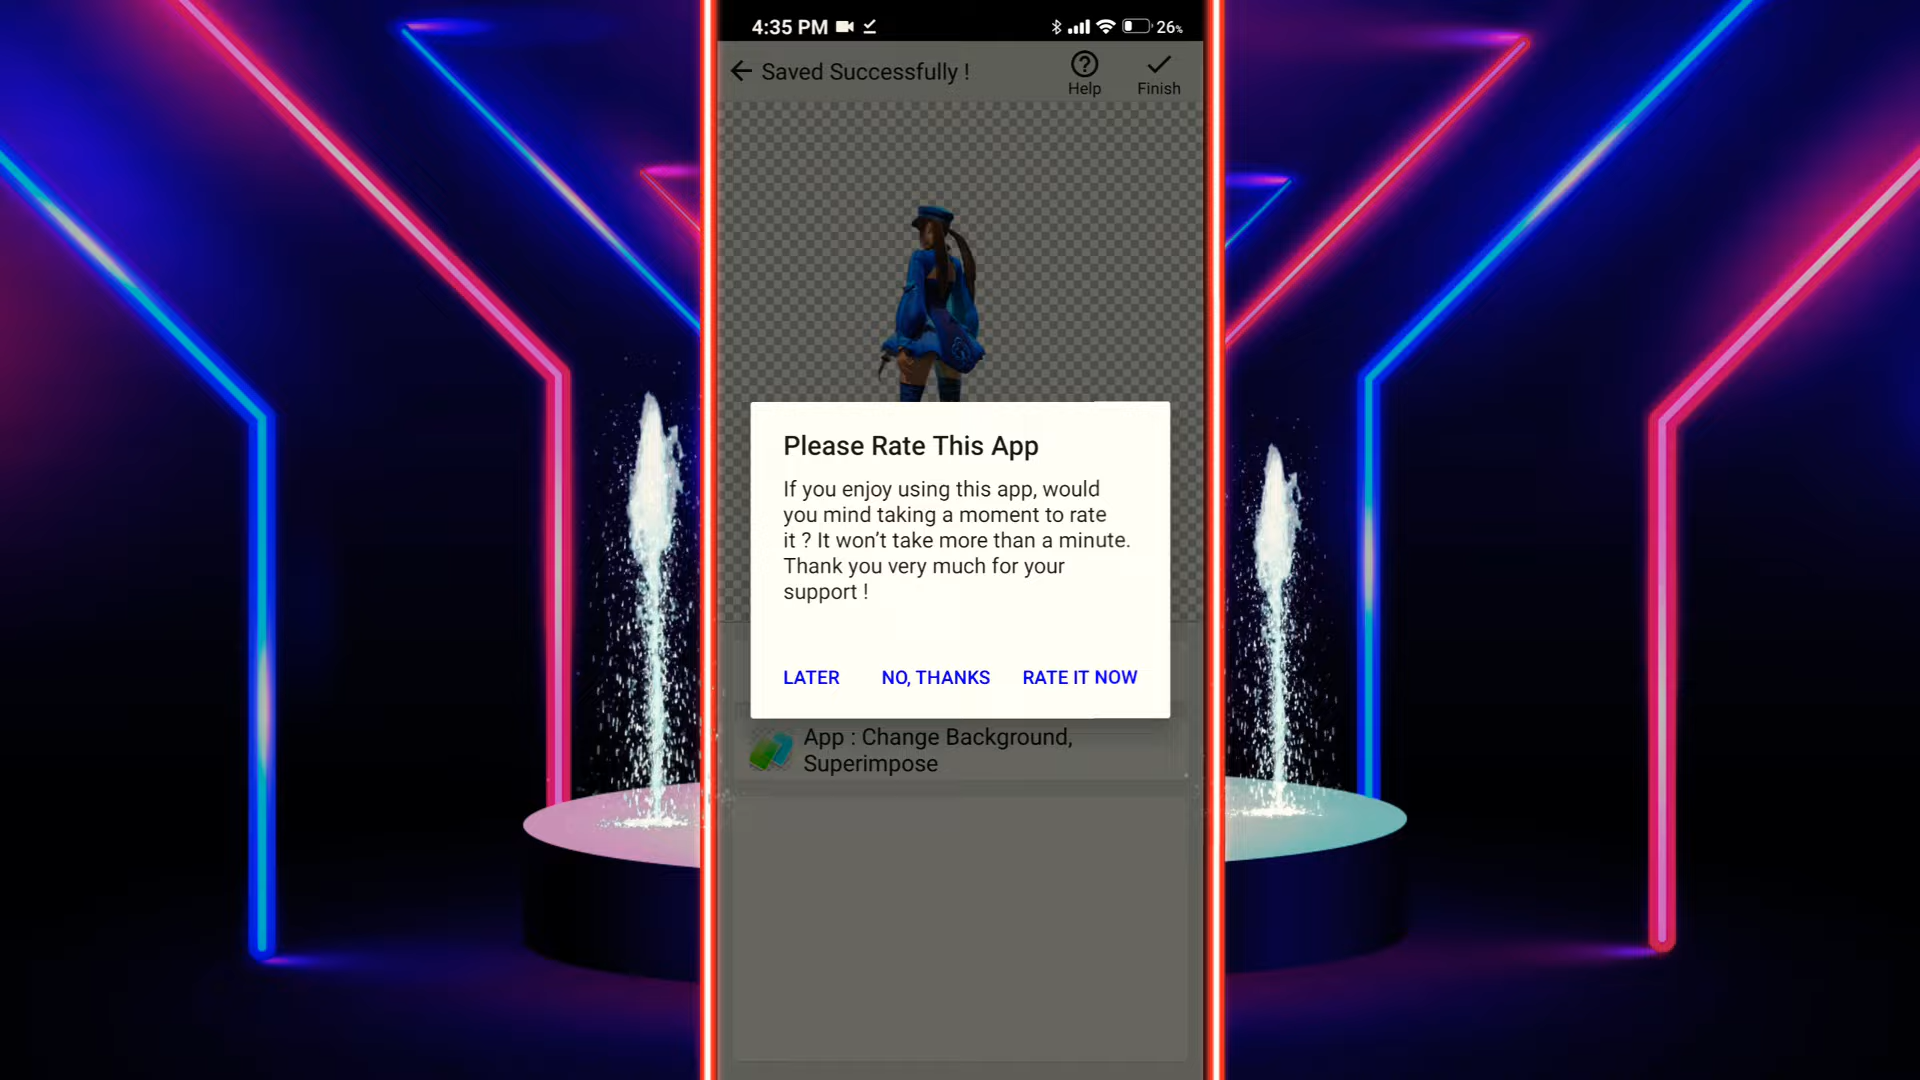 4:35 PM 26%
Saved Successfully !
Help Finish
Please Rate This App
If you enjoy using this app, would
you mind taking a moment to rate
it ? It won’t take more than a minute.
Thank you very much for your
support !
LATER NO, THANKS RATE IT NOW
App : Change Background,
Superimpose